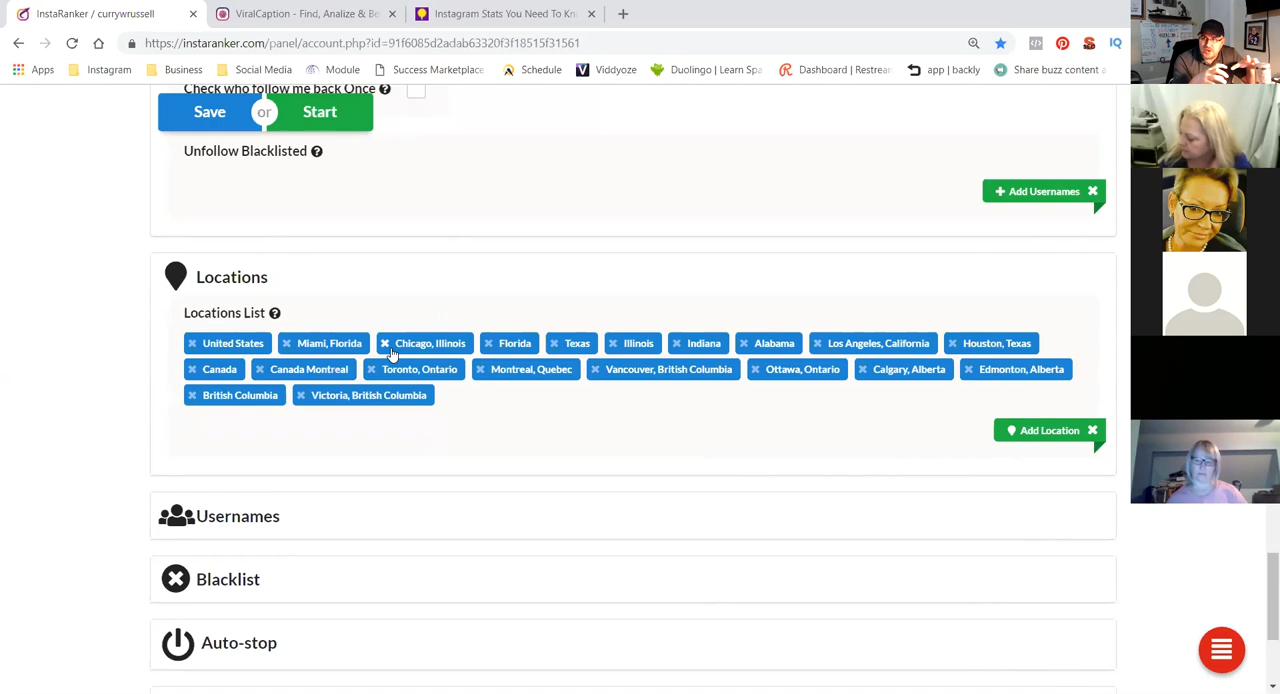 InstaRanker / currywrussell
ViralCaption - Find, Analize & Be
Instagram Stats You Need To Kn
https://instaranker.com/panel/account.php?id=91f6085d2adab63320f3f18515f31561
IQ
Apps Instagram Business Social Media Module Success Marketplace Schedule Viddyoze Duolingo | Learn Spa Dashboard | Restrea app | backly Share buzz content a
Check who follow me back Once
Save or Start
Unfollow Blacklisted
Add Usernames
Locations
Locations List
United States Miami, Florida Chicago, Illinois Florida Texas Illinois Indiana Alabama Los Angeles, California Houston, Texas
Canada Canada Montreal Toronto, Ontario Montreal, Quebec Vancouver, British Columbia Ottawa, Ontario Calgary, Alberta Edmonton, Alberta
British Columbia Victoria, British Columbia
Add Location
Usernames
Blacklist
Auto-stop